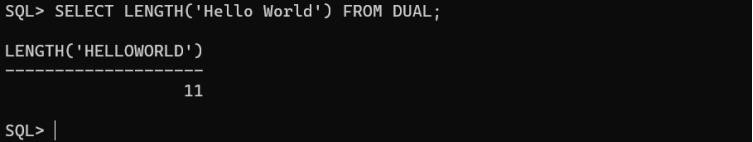 SQL> SELECT LENGTH('Hello World') FROM DUAL;
LENGTH('HELLOWORLD')
--------------------
11
SQL>